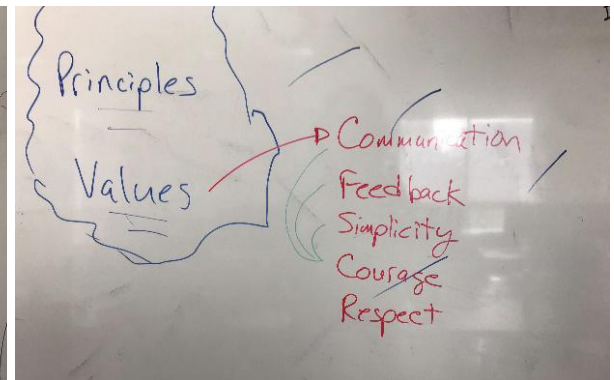 Principles
Values
Communication
Feedback
Simplicity
Courage
Respect